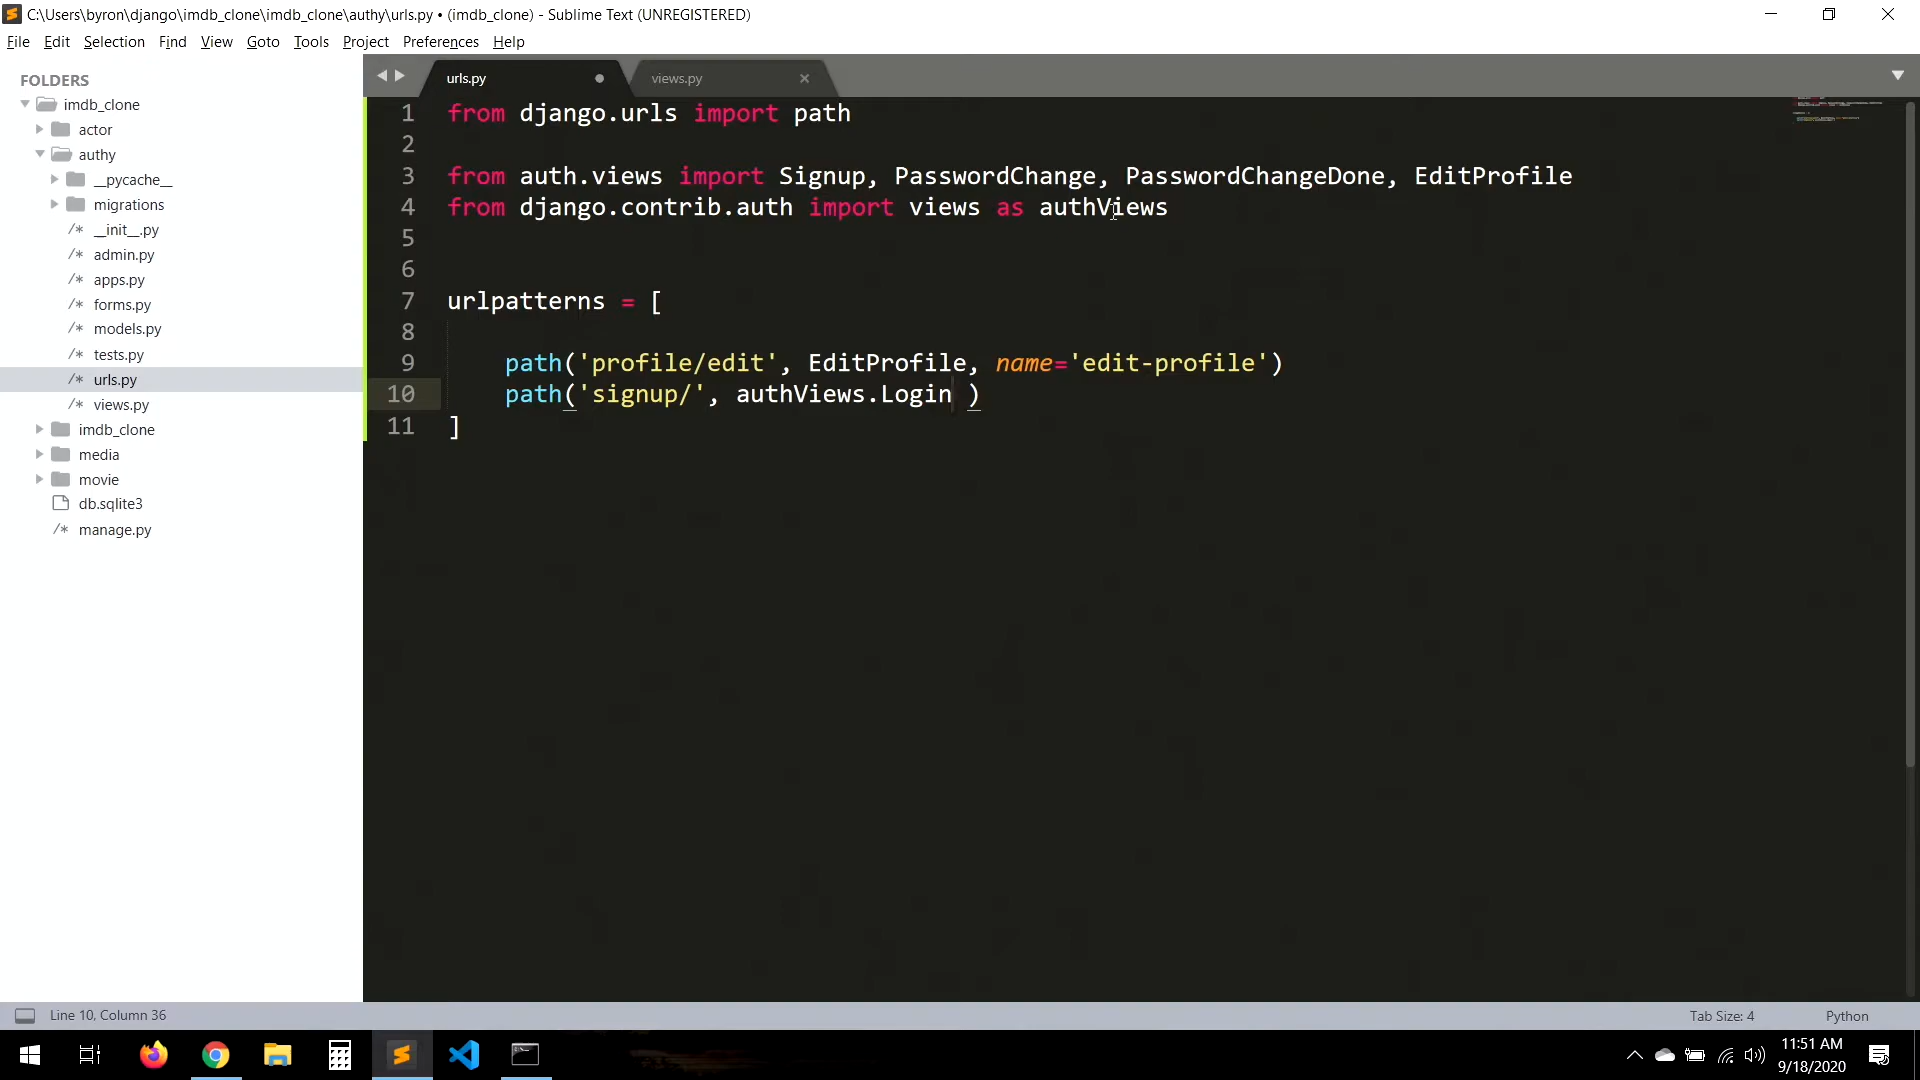 C:\Users\byron\django\imdb_clone\imdb_clone\authy\urls.py • (imdb_clone) - Sublime Text (UNREGISTERED)
File Edit Selection Find View Goto Tools Project Preferences Help
FOLDERS
imdb_clone
actor
authy
__pycache__
migrations
/* __init__.py
/* admin.py
/* apps.py
/* forms.py
/* models.py
/* tests.py
/* urls.py
/* views.py
imdb_clone
media
movie
db.sqlite3
/* manage.py
urls.py
views.py
1 from django.urls import path
2
3 from auth.views import Signup, PasswordChange, PasswordChangeDone, EditProfile
4 from django.contrib.auth import views as authViews
5
6
7 urlpatterns = [
8
9 path('profile/edit', EditProfile, name='edit-profile')
10 path('signup/', authViews.Login )
11 ]
Line 10, Column 36
Tab Size: 4
Python
11:51 AM
9/18/2020